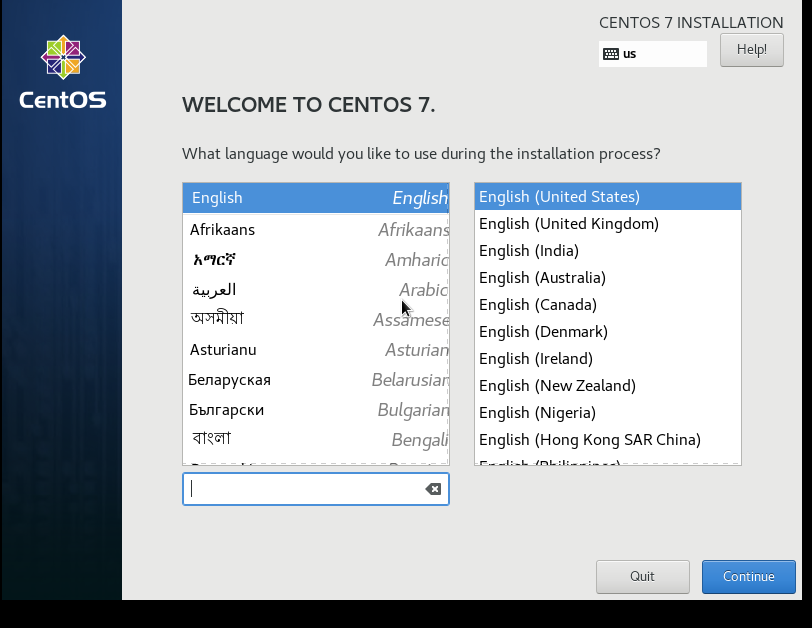 CENTOS 7 INSTALLATION
us
Help!
CentOS
WELCOME TO CENTOS 7.
What language would you like to use during the installation process?
English English
Afrikaans Afrikaans
አማርኛ Amharic
العربية Arabic
অসমীয়া Assamese
Asturianu Asturian
Беларуская Belarusian
Български Bulgarian
বাংলা Bengali
English (United States)
English (United Kingdom)
English (India)
English (Australia)
English (Canada)
English (Denmark)
English (Ireland)
English (New Zealand)
English (Nigeria)
English (Hong Kong SAR China)
English (Philippines)
Quit
Continue